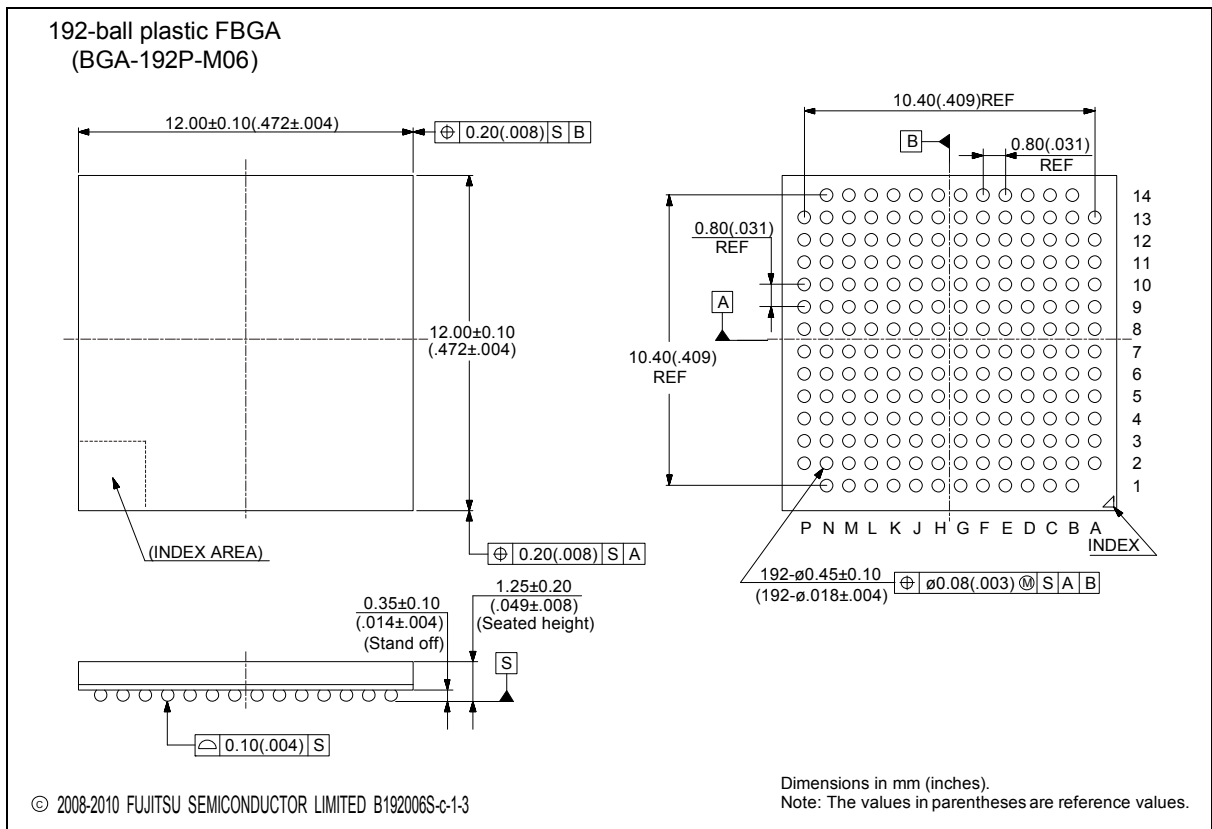 192-ball plastic FBGA
(BGA-192P-M06)
12.00±0.10(.472±.004)
⌖ 0.20(.008) S B
12.00±0.10
(.472±.004)
(INDEX AREA)
⌖ 0.20(.008) S A
10.40(.409)REF
B
0.80(.031)
REF
0.80(.031)
REF
A
10.40(.409)
REF
14
13
12
11
10
9
8
7
6
5
4
3
2
1
P N M L K J H G F E D C B A
INDEX
192-ø0.45±0.10
(192-ø.018±.004)
⌖ ø0.08(.003) Ⓜ S A B
0.35±0.10
(.014±.004)
(Stand off)
1.25±0.20
(.049±.008)
(Seated height)
S
⌓ 0.10(.004) S
© 2008-2010 FUJITSU SEMICONDUCTOR LIMITED B192006S-c-1-3
Dimensions in mm (inches).
Note: The values in parentheses are reference values.